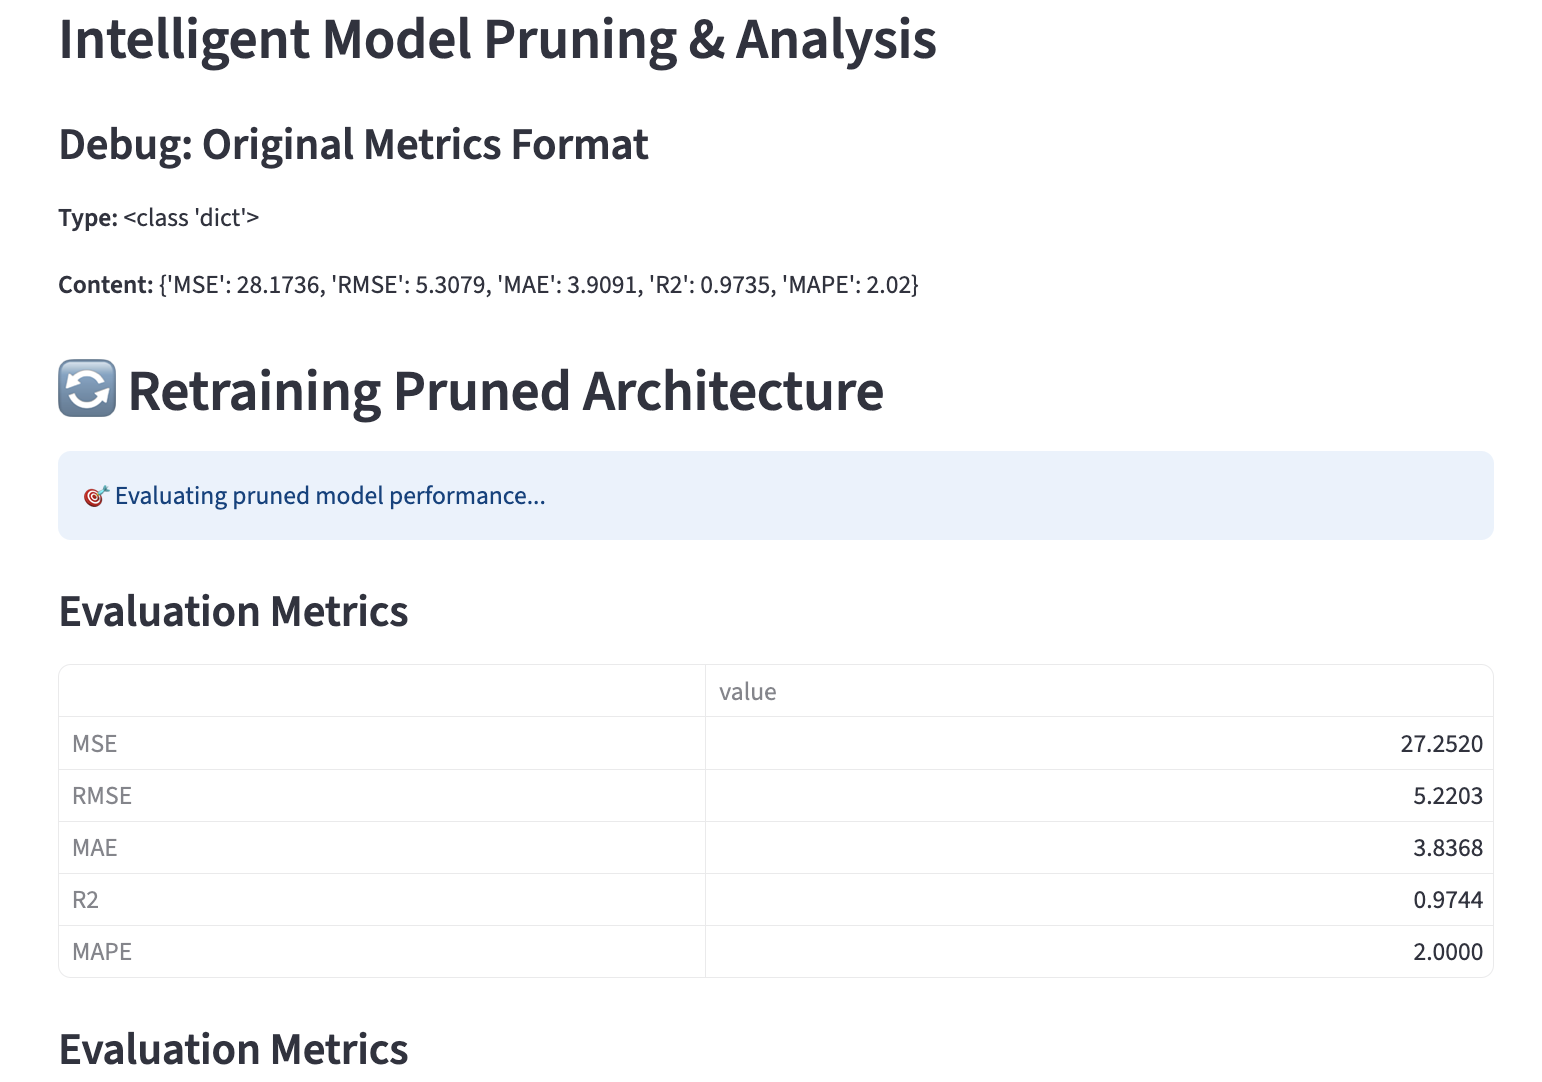 Intelligent Model Pruning & Analysis
Debug: Original Metrics Format
Type: <class 'dict'>
Content: {'MSE': 28.1736, 'RMSE': 5.3079, 'MAE': 3.9091, 'R2': 0.9735, 'MAPE': 2.02}
🔄 Retraining Pruned Architecture
🎯 Evaluating pruned model performance...
Evaluation Metrics
value
MSE 27.2520
RMSE 5.2203
MAE 3.8368
R2 0.9744
MAPE 2.0000
Evaluation Metrics